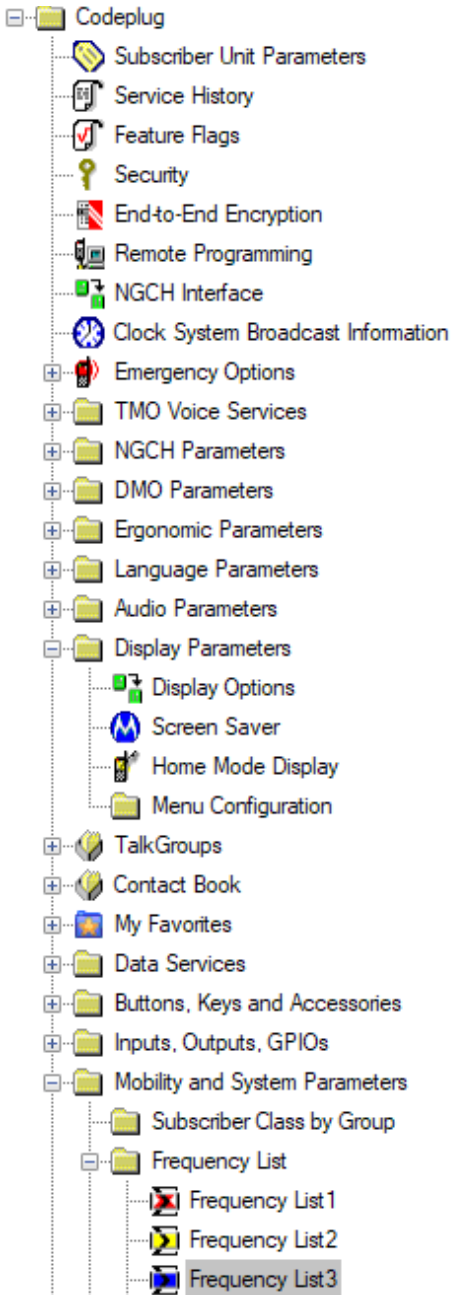 Codeplug
Subscriber Unit Parameters
Service History
Feature Flags
Security
End-to-End Encryption
Remote Programming
NGCH Interface
Clock System Broadcast Information
Emergency Options
TMO Voice Services
NGCH Parameters
DMO Parameters
Ergonomic Parameters
Language Parameters
Audio Parameters
Display Parameters
Display Options
Screen Saver
Home Mode Display
Menu Configuration
TalkGroups
Contact Book
My Favorites
Data Services
Buttons, Keys and Accessories
Inputs, Outputs, GPIOs
Mobility and System Parameters
Subscriber Class by Group
Frequency List
Frequency List1
Frequency List2
Frequency List3